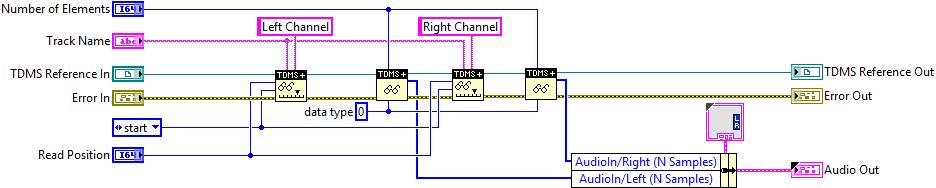 Number of Elements
I64
Left Channel
Right Channel
Track Name
abc
TDMS+
TDMS+
TDMS+
TDMS+
TDMS Reference In
TDMS Reference Out
Error In
Error Out
data type
0
start
L
R
Read Position
I64
AudioIn/Right (N Samples)
AudioIn/Left (N Samples)
Audio Out